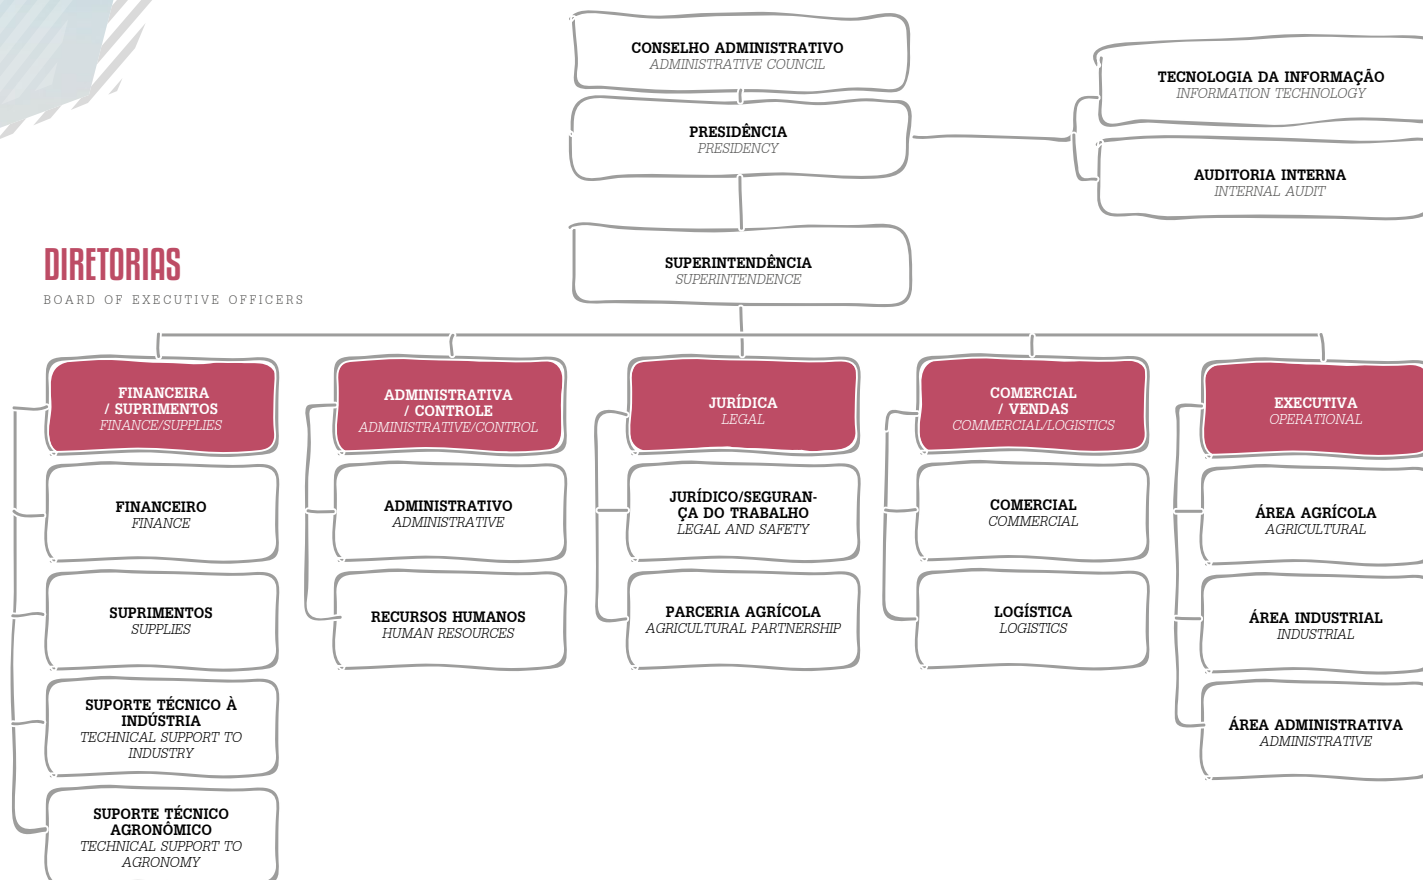 CONSELHO ADMINISTRATIVO
ADMINISTRATIVE COUNCIL
PRESIDÊNCIA
PRESIDENCY
TECNOLOGIA DA INFORMAÇÃO
INFORMATION TECHNOLOGY
AUDITORIA INTERNA
INTERNAL AUDIT
SUPERINTENDÊNCIA
SUPERINTENDENCE
DIRETORIAS
BOARD OF EXECUTIVE OFFICERS
FINANCEIRA
/ SUPRIMENTOS
FINANCE/SUPPLIES
FINANCEIRO
FINANCE
SUPRIMENTOS
SUPPLIES
SUPORTE TÉCNICO À
INDÚSTRIA
TECHNICAL SUPPORT TO
INDUSTRY
SUPORTE TÉCNICO
AGRONÔMICO
TECHNICAL SUPPORT TO
AGRONOMY
ADMINISTRATIVA
/ CONTROLE
ADMINISTRATIVE/CONTROL
ADMINISTRATIVO
ADMINISTRATIVE
RECURSOS HUMANOS
HUMAN RESOURCES
JURÍDICA
LEGAL
JURÍDICO/SEGURAN-
ÇA DO TRABALHO
LEGAL AND SAFETY
PARCERIA AGRÍCOLA
AGRICULTURAL PARTNERSHIP
COMERCIAL
/ VENDAS
COMMERCIAL/LOGISTICS
COMERCIAL
COMMERCIAL
LOGÍSTICA
LOGISTICS
EXECUTIVA
OPERATIONAL
ÁREA AGRÍCOLA
AGRICULTURAL
ÁREA INDUSTRIAL
INDUSTRIAL
ÁREA ADMINISTRATIVA
ADMINISTRATIVE